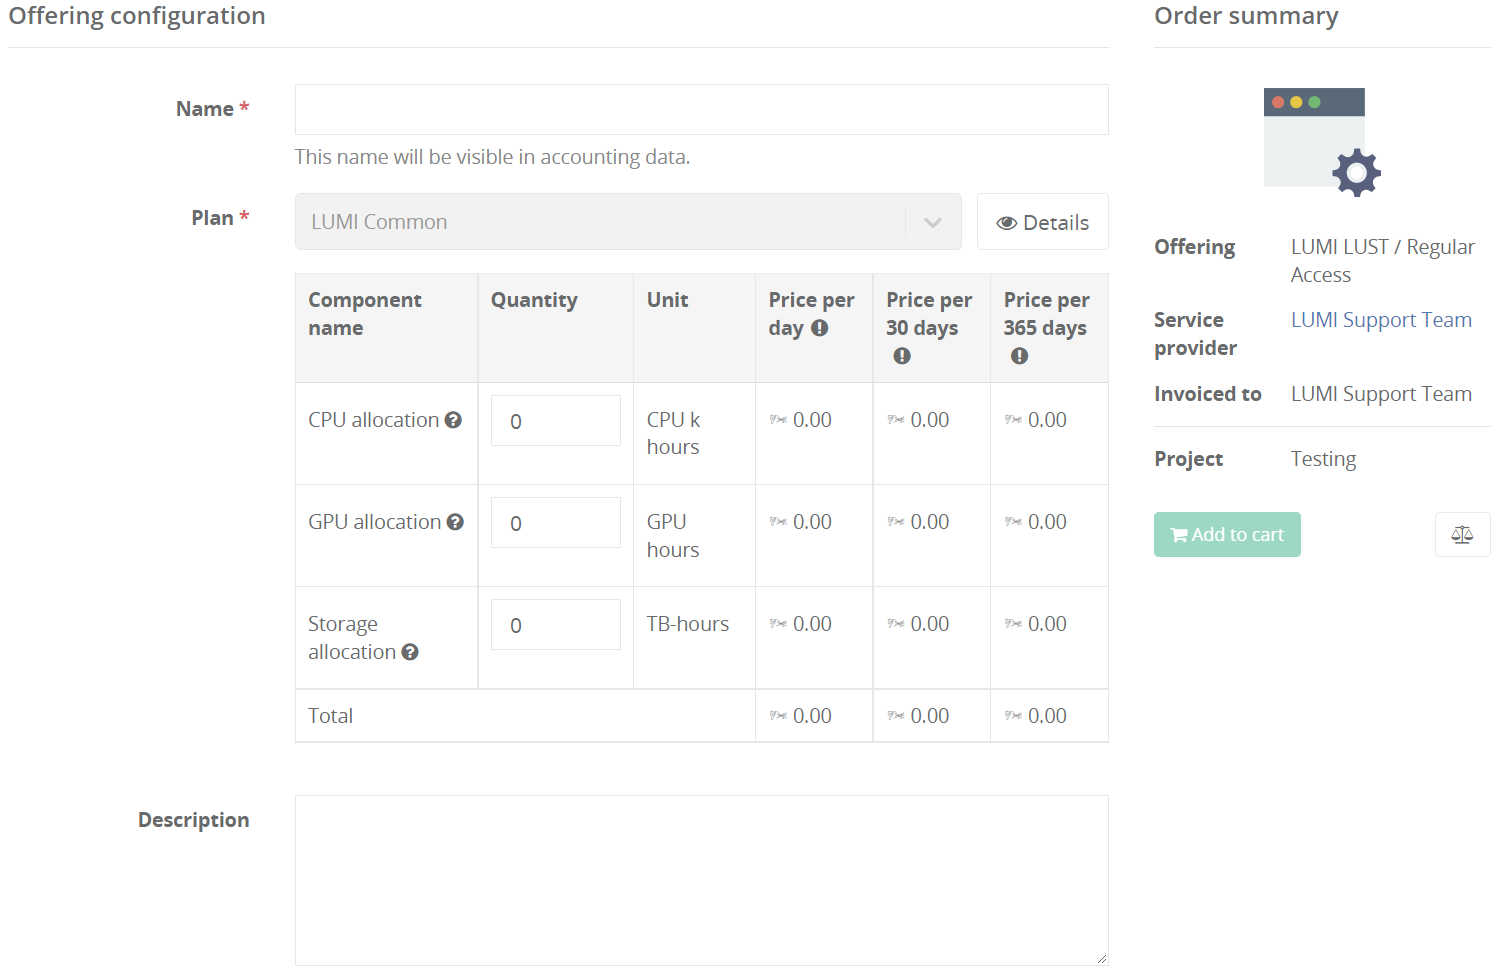 Offering configuration
Name *
This name will be visible in accounting data.
Plan *
LUMI Common
Details
Component name
Quantity
Unit
Price per day
Price per 30 days
Price per 365 days
CPU allocation
0
CPU k hours
0.00
0.00
0.00
GPU allocation
0
GPU hours
0.00
0.00
0.00
Storage allocation
0
TB-hours
0.00
0.00
0.00
Total
0.00
0.00
0.00
Description
Order summary
Offering
LUMI LUST / Regular Access
Service provider
LUMI Support Team
Invoiced to
LUMI Support Team
Project
Testing
Add to cart